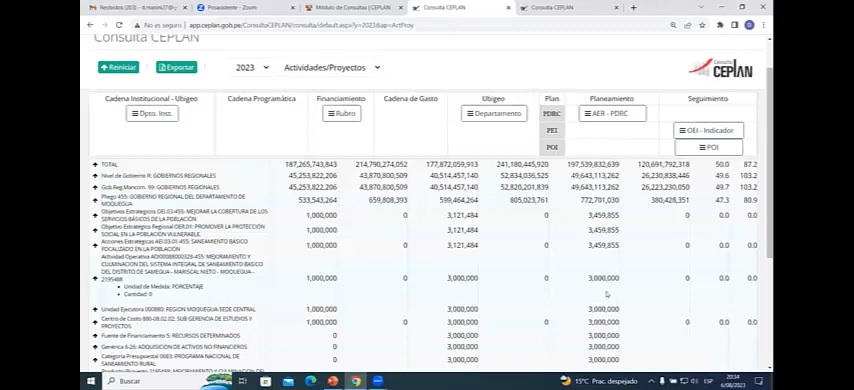 Recibidos (20.0
Posaudiente - Zoom
Módulo de Consultas | CEPLAN
Consulta CEPLAN
Consulta CEPLAN
No es seguro | app.ceplan.gob.pe/ConsultaCEPLAN/consulta/default.aspx?y=2023&ap=ActProy
Consulta CEPLAN
Reiniciar Exportar 2023 Actividades/Proyectos
Consulta CEPLAN
Cadena Institucional - Ubigeo Cadena Programática Financiamiento Cadena de Gasto Ubigeo Plan Planeamiento Seguimiento
Dpto. Inst. Rubro Departamento PDRC AER - PDRC
PEI OEI - Indicador
POI POI
TOTAL 187,265,743,843 214,790,274,052 177,872,059,913 241,180,445,920 197,539,832,639 120,691,792,318 50.0 87.2
Nivel de Gobierno R: GOBIERNOS REGIONALES 45,253,822,206 43,870,800,509 40,514,457,140 52,834,036,525 49,643,113,262 26,230,838,446 49.6 103.2
Gob.Reg.Mancom. 99: GOBIERNOS REGIONALES 45,253,822,206 43,870,800,509 40,514,457,140 52,820,201,839 49,643,113,262 26,223,230,050 49.7 103.2
Pliego 455: GOBIERNO REGIONAL DEL DEPARTAMENTO DE
MOQUEGUA 533,543,264 659,808,393 599,464,264 805,023,761 772,701,030 380,428,351 47.3 80.9
Objetivos Estratégicos OEI.03-455: MEJORAR LA COBERTURA DE LOS
SERVICIOS BÁSICOS DE LA POBLACIÓN 1,000,000 0 3,121,484 0 3,459,855 0 0.0 0.0
Objetivo Estratégico Regional OER.01: PROMOVER LA PROTECCIÓN
SOCIAL EN LA POBLACIÓN VULNERABLE. 1,000,000 3,121,484 3,459,855
Acciones Estratégicas AEI.03.01-455: SANEAMIENTO BÁSICO
FOCALIZADO EN LA POBLACIÓN 1,000,000 0 3,121,484 0 3,459,855 0 0.0 0.0
Actividad Operativa AOI00088000328-455: MEJORAMIENTO Y
CULMINACION DEL SISTEMA INTEGRAL DE SANEAMIENTO BASICO
DEL DISTRITO DE SAMEGUA - MARISCAL NIETO - MOQUEGUA -
2195488 1,000,000 0 3,000,000 0 3,000,000 0 0.0 0.0
Unidad de Medida: PORCENTAJE
Cantidad: 0
Unidad Ejecutora 000880: REGION MOQUEGUA-SEDE CENTRAL 1,000,000 3,000,000 3,000,000
Centro de Costo 880-08.02.02: SUB GERENCIA DE ESTUDIOS Y
PROYECTOS 1,000,000 0 3,000,000 0 3,000,000 0 0.0 0.0
Fuente de Financiamiento 5: RECURSOS DETERMINADOS 0 3,000,000 3,000,000
Genérica 6-26: ADQUISICION DE ACTIVOS NO FINANCIEROS 0 3,000,000 3,000,000
Categoria Presupuestal 0083: PROGRAMA NACIONAL DE
SANEAMIENTO RURAL 0 3,000,000 3,000,000
Buscar 15°C Prac. despejado ESP 20:34
6/08/2023